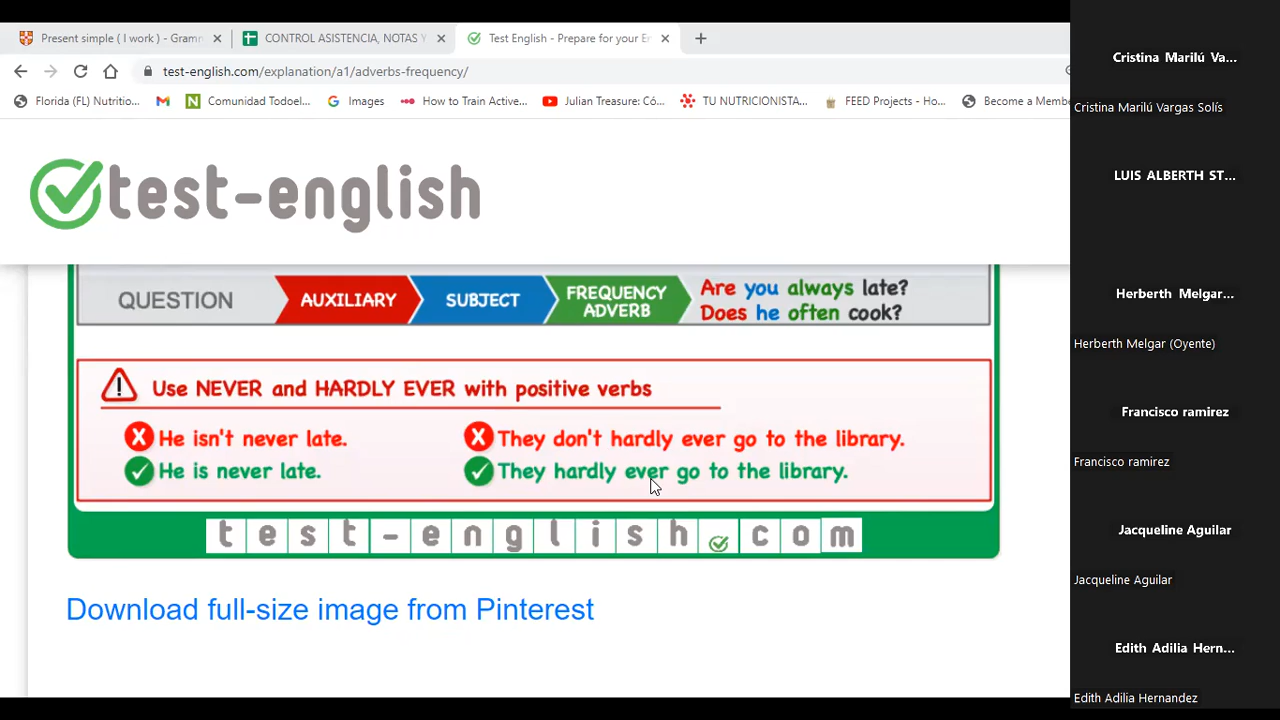 Present simple ( I work ) - Gramm
CONTROL ASISTENCIA, NOTAS Y
Test English - Prepare for your En
test-english.com/explanation/a1/adverbs-frequency/
Florida (FL) Nutritio...
Comunidad Todoel...
Images
How to Train Active...
Julian Treasure: Có...
TU NUTRICIONISTA...
FEED Projects - Ho...
Become a Membe
test-english
QUESTION
AUXILIARY
SUBJECT
FREQUENCY
ADVERB
Are you always late?
Does he often cook?
Use NEVER and HARDLY EVER with positive verbs
He isn't never late.
They don't hardly ever go to the library.
He is never late.
They hardly ever go to the library.
test-english.com
Download full-size image from Pinterest
Cristina Marilú Va...
Cristina Marilú Vargas Solís
LUIS ALBERTH ST...
Herberth Melgar...
Herberth Melgar (Oyente)
Francisco ramirez
Francisco ramirez
Jacqueline Aguilar
Jacqueline Aguilar
Edith Adilia Hern...
Edith Adilia Hernandez